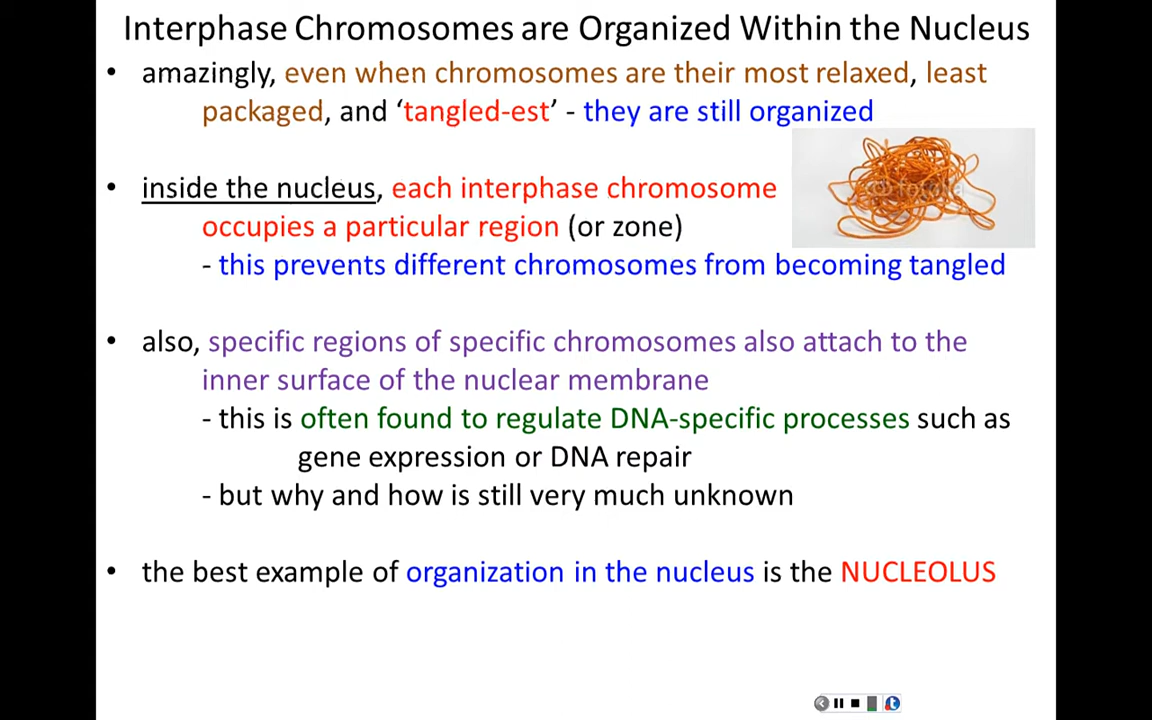 Interphase Chromosomes are Organized Within the Nucleus
• amazingly, even when chromosomes are their most relaxed, least
packaged, and ‘tangled-est’ - they are still organized
• inside the nucleus, each interphase chromosome
occupies a particular region (or zone)
- this prevents different chromosomes from becoming tangled
• also, specific regions of specific chromosomes also attach to the
inner surface of the nuclear membrane
- this is often found to regulate DNA-specific processes such as
gene expression or DNA repair
- but why and how is still very much unknown
• the best example of organization in the nucleus is the NUCLEOLUS